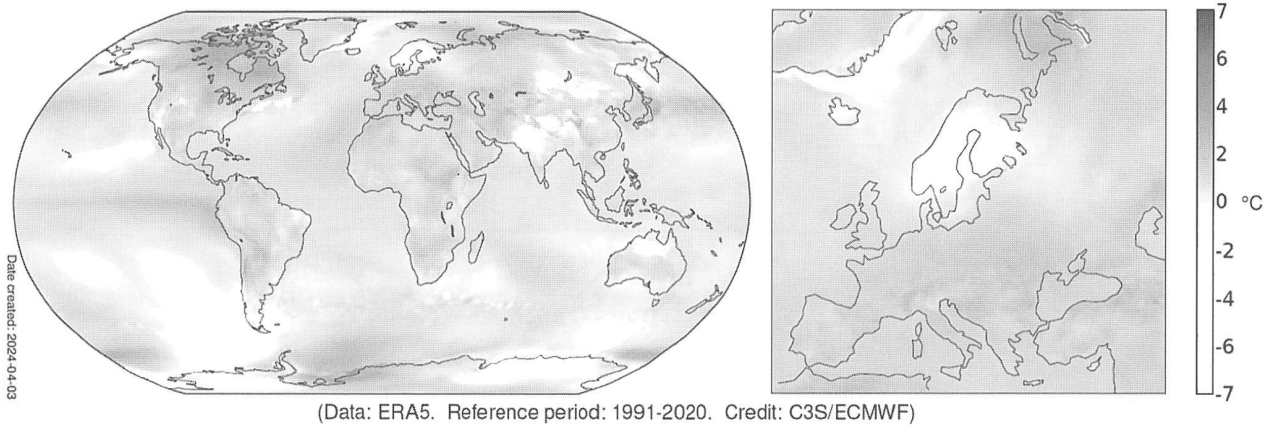 7
6
4
2
0 °C
-2
-4
-6
-7
Date created: 2024-04-03
(Data: ERA5. Reference period: 1991-2020. Credit: C3S/ECMWF)